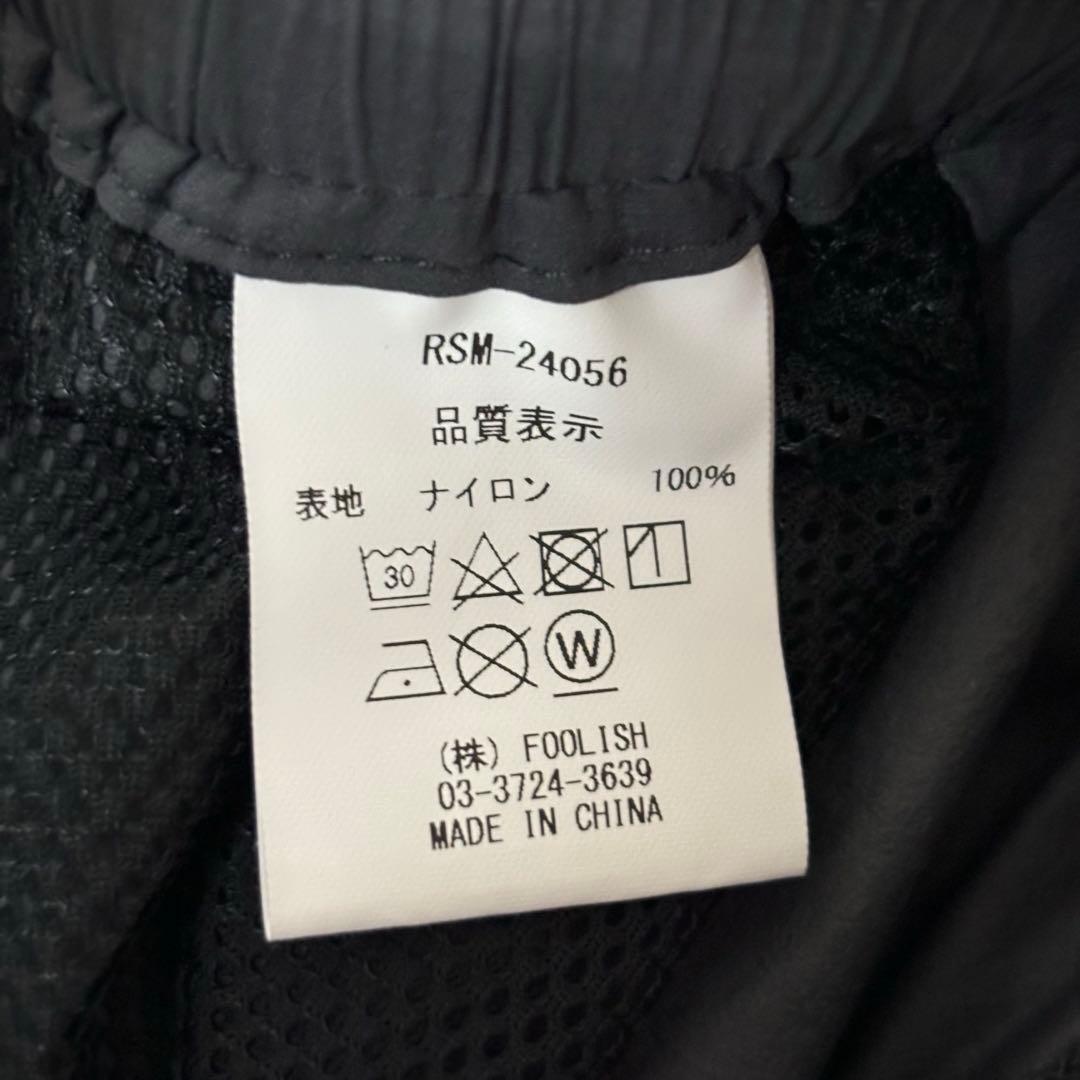 RSM-24056
品質表示
表地 ナイロン 100%
30
W
(株) FOOLISH
03-3724-3639
MADE IN CHINA